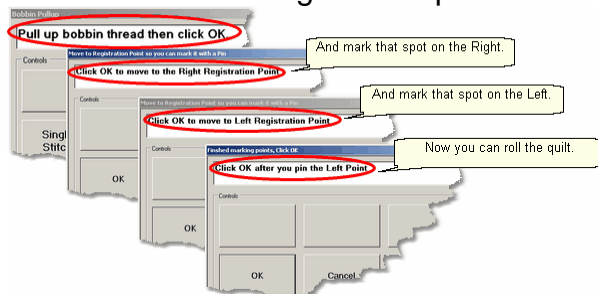 Bobbin Pullup
Pull up bobbin thread then click OK
Controls
Singl
Stitc
Move to Registration Point so you can mark it with a Pin
Click OK to move to the Right Registration Point
And mark that spot on the Right.
Controls
OK
Move to Registration Point so you can mark it with a Pin
Click OK to move to Left Registration Point
And mark that spot on the Left.
Controls
OK
Finshed marking points, Click OK
Click OK after you pin the Left Point
Now you can roll the quilt.
Controls
OK
Cancel